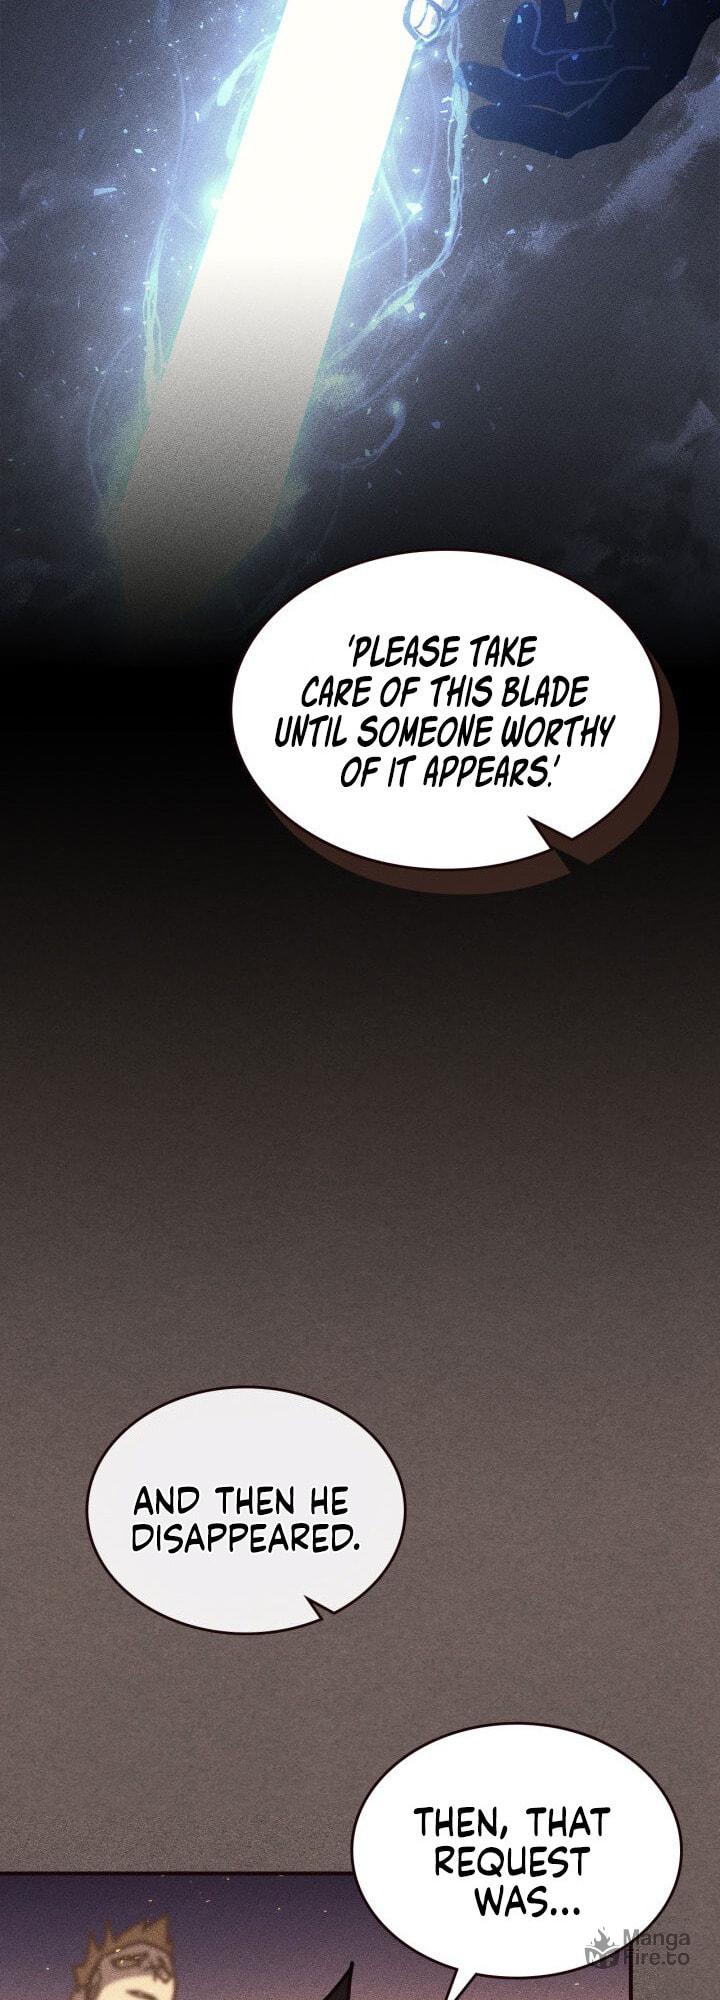 'PLEASE TAKE
CARE OF THIS BLADE
UNTIL SOMEONE WORTHY
OF IT APPEARS.'
AND THEN HE
DISAPPEARED.
THEN, THAT
REQUEST
WAS...
Manga
Fire.to